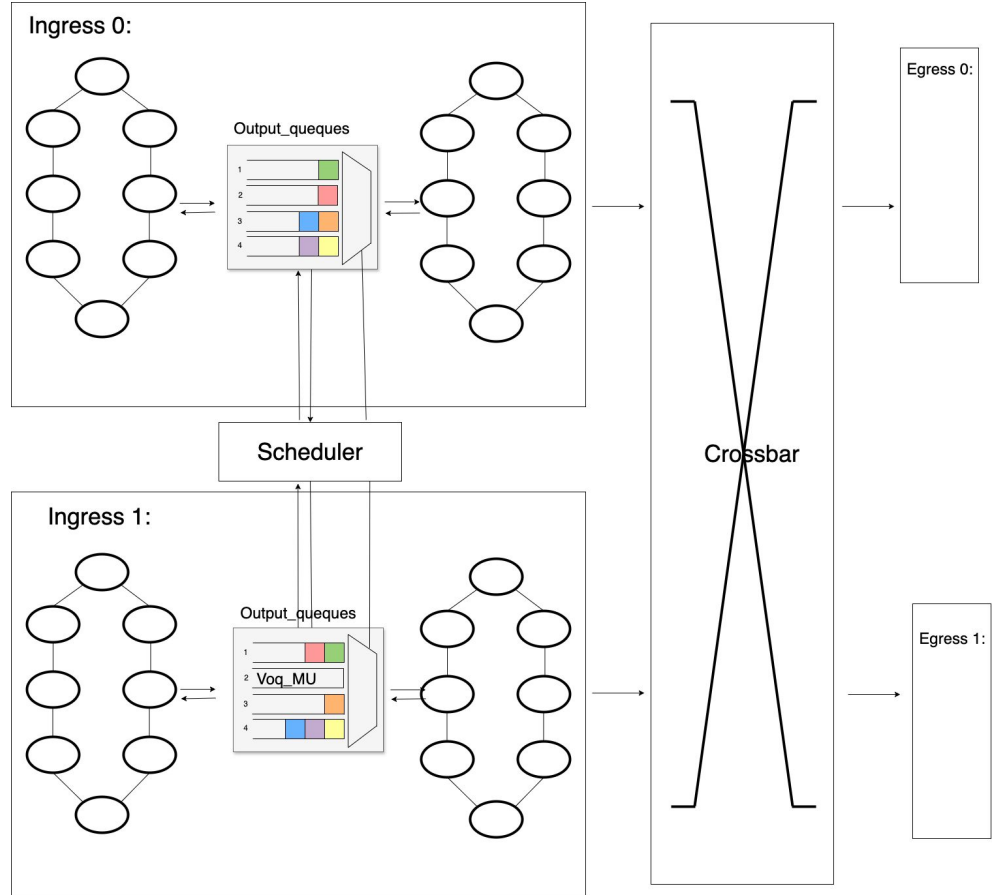 Ingress 0:
Output_queques
1
2
3
4
Egress 0:
Scheduler
Crossbar
Ingress 1:
Output_queques
1
2 Voq_MU
3
4
Egress 1: